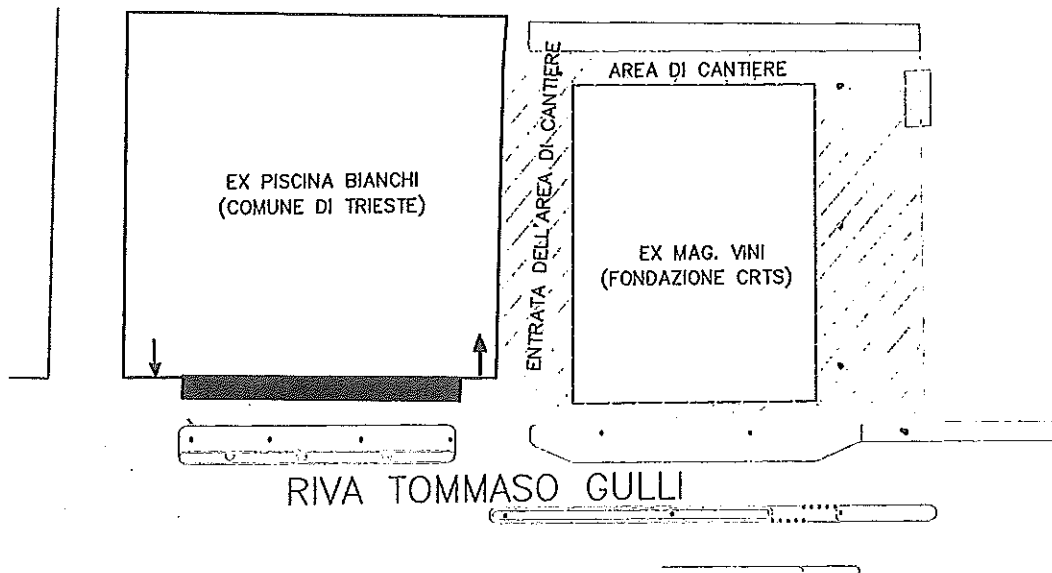 AREA DI CANTIERE
ENTRATA DELL'AREA DI CANTIERE
EX PISCINA BIANCHI
(COMUNE DI TRIESTE)
EX MAG. VINI
(FONDAZIONE CRTS)
RIVA TOMMASO GULLI